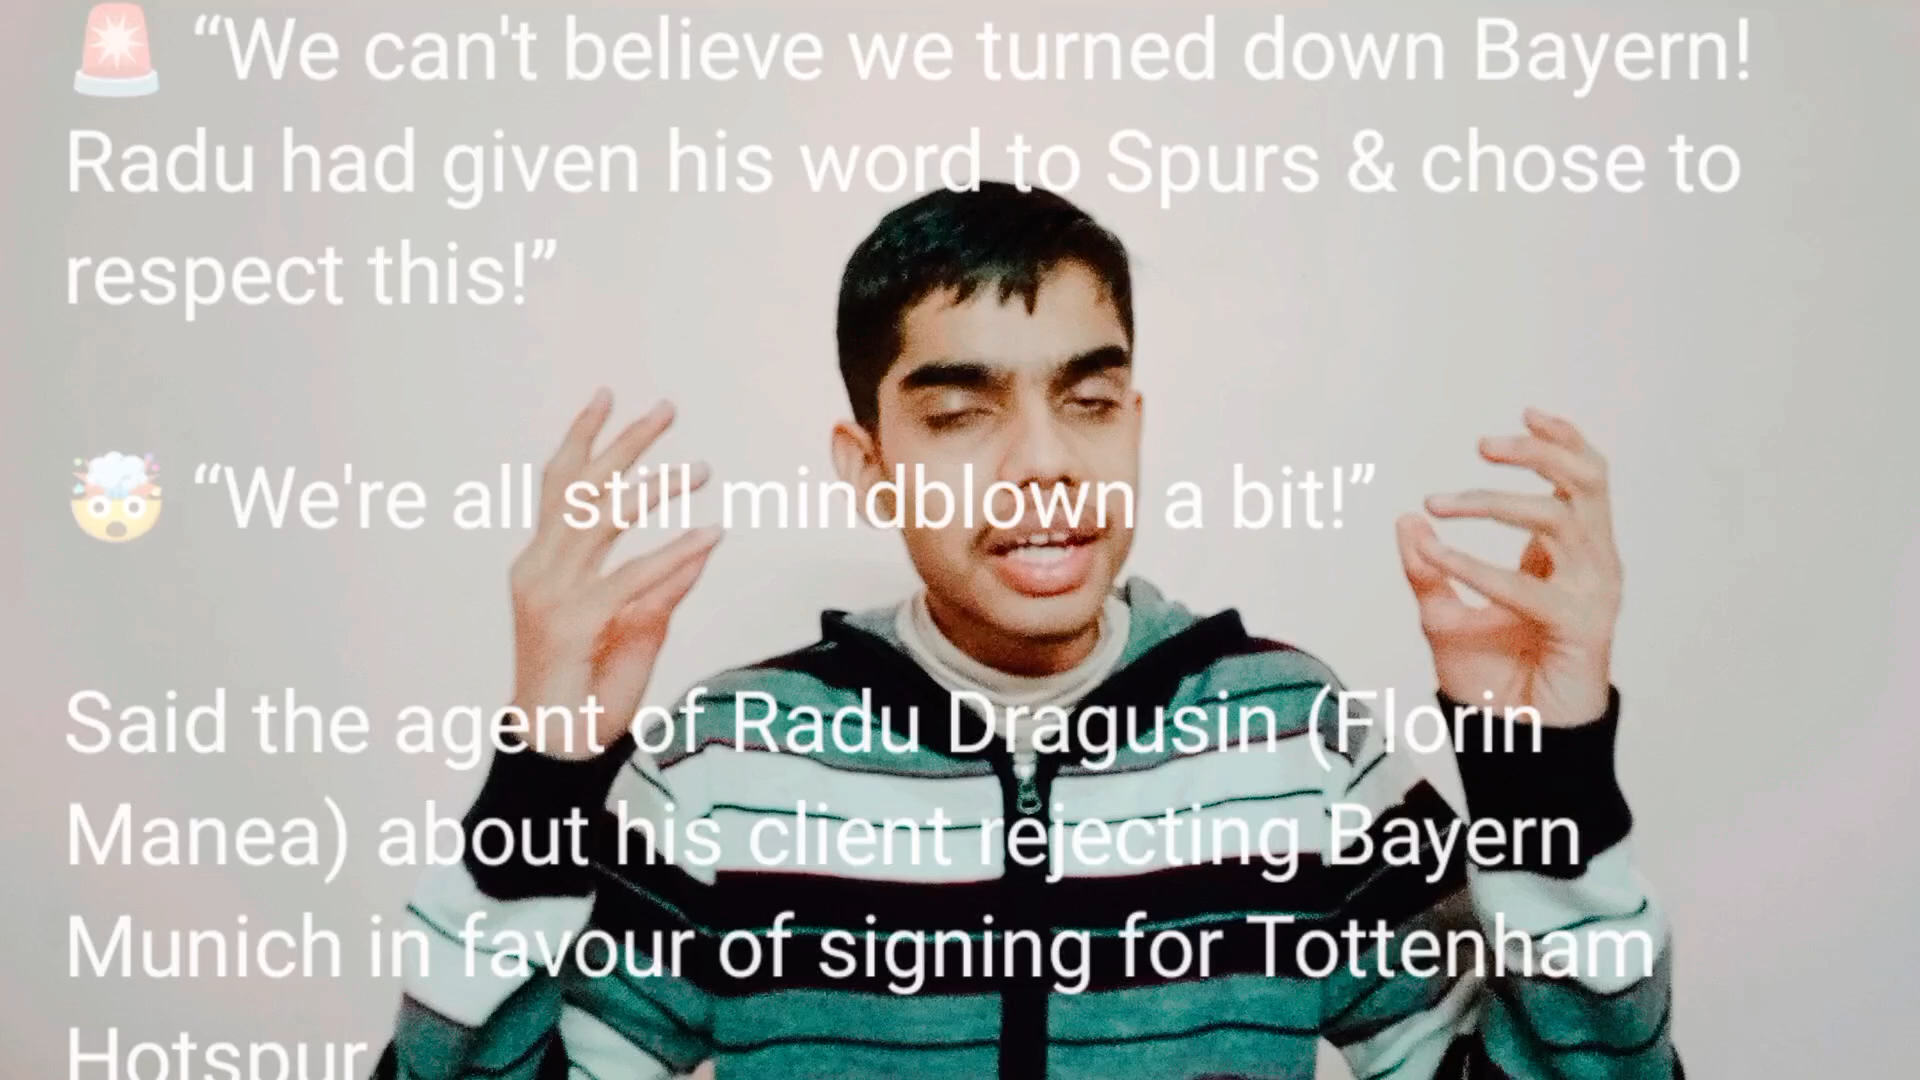 🚨 “We can't believe we turned down Bayern!
Radu had given his word to Spurs & chose to
respect this!”
🤯 “We're all still mindblown a bit!”
Said the agent of Radu Dragusin (Florin
Manea) about his client rejecting Bayern
Munich in favour of signing for Tottenham
Hotspur